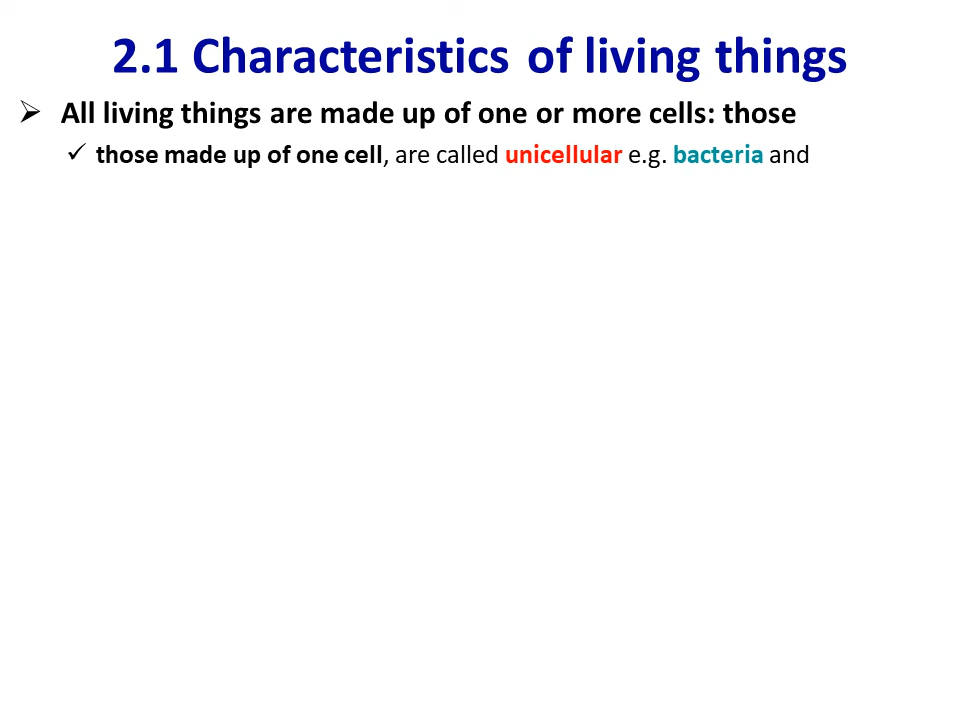 2.1 Characteristics of living things
➢ All living things are made up of one or more cells: those
✓ those made up of one cell, are called unicellular e.g. bacteria and